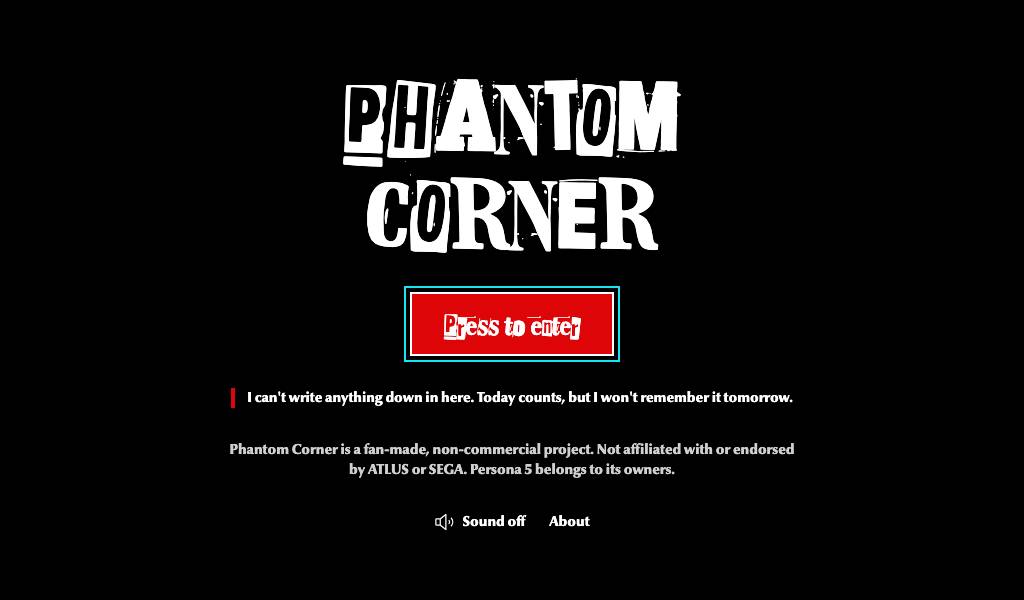 PHANTOM
CORNER
Press to enter
I can't write anything down in here. Today counts, but I won't remember it tomorrow.
Phantom Corner is a fan-made, non-commercial project. Not affiliated with or endorsed
by ATLUS or SEGA. Persona 5 belongs to its owners.
Sound off About